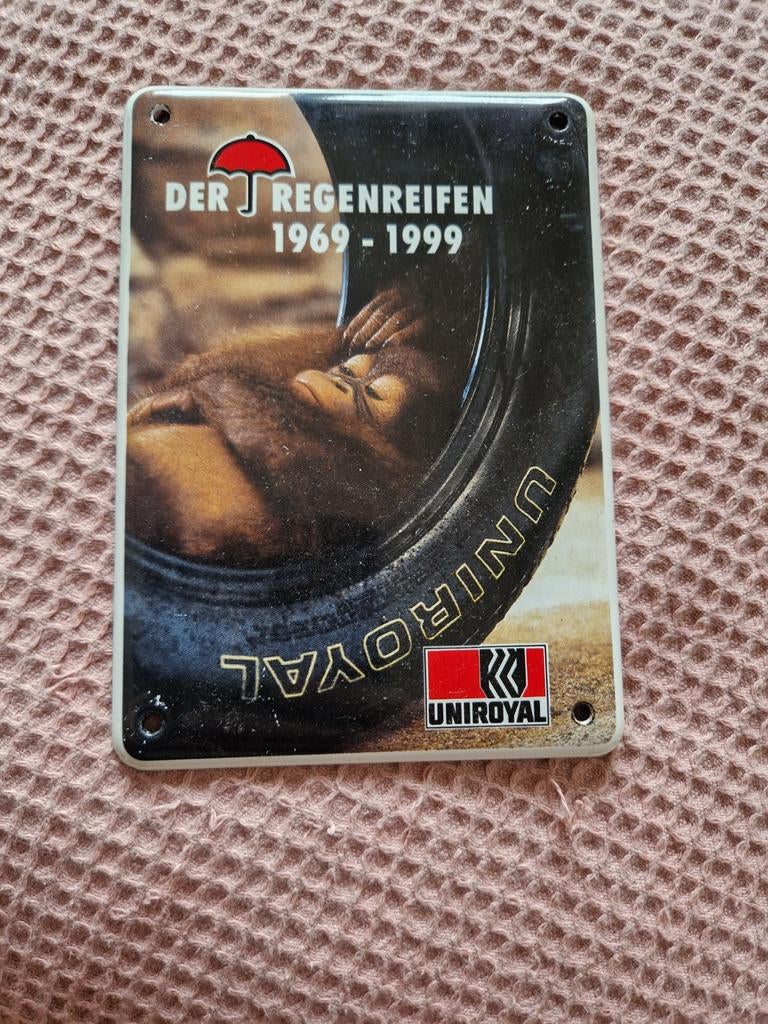 DER REGENREIFEN
1969 - 1999
UNIROYAL
UNIROYAL